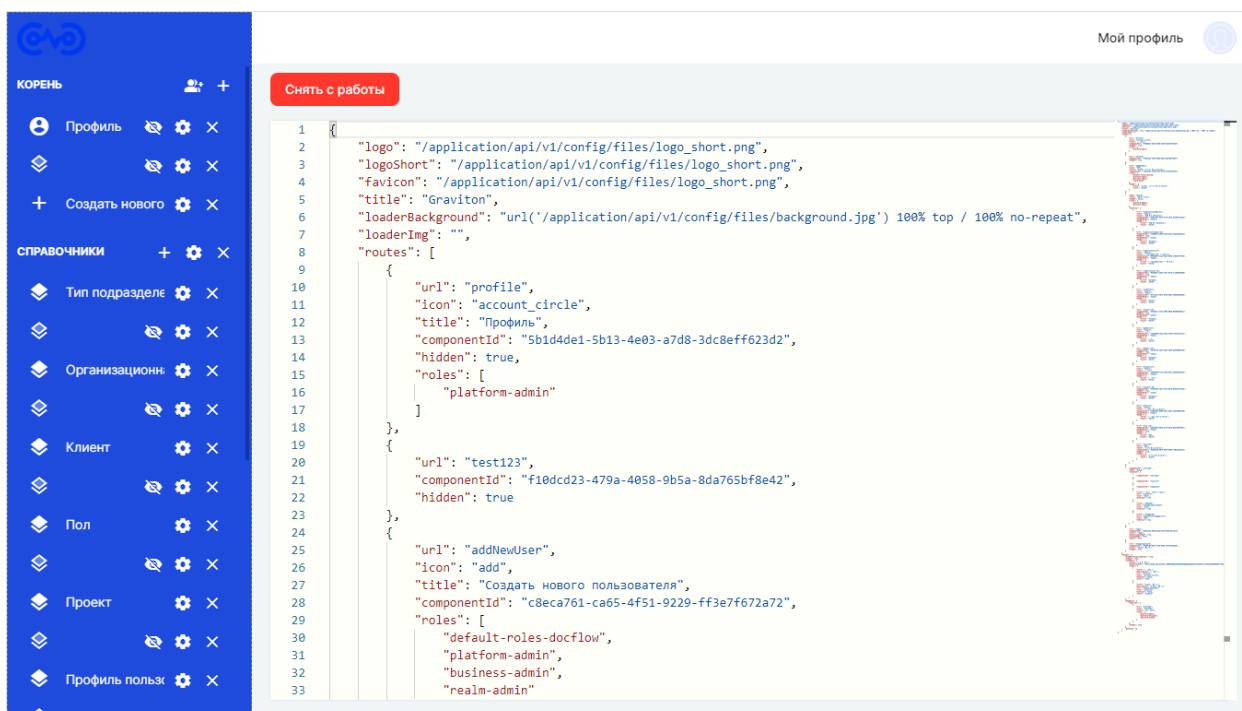 Мой профиль
КОРЕНЬ
Профиль
Создать нового
СПРАВОЧНИКИ
Тип подразделе
Организационн
Клиент
Пол
Проект
Профиль пользо
Снять с работы
1 {
2 "logo": "/application/api/v1/config/files/logo_short.png",
3 "logoShort": "/application/api/v1/config/files/logo_short.png",
4 "favicon": "/application/api/v1/config/files/logo_short.png",
5 "title": "Graviton",
6 "loaderBackground": "url('/application/api/v1/config/files/background.jpg') 100% top / 100% no-repeat",
7 "loaderImg": "",
8 "routes": [
9 {
10 "url": "profile",
11 "icon": "account_circle",
12 "title": "Профиль",
13 "componentId": "5b1d4de1-5b13-4e03-a7d8-3dc8eff623d2",
14 "hidden": true,
15 "roles": [
16 "platform-admin"
17 ]
18 },
19 {
20 "url": "test123",
21 "componentId": "f10dcd23-479a-4058-9b5a-8da765bf8e42",
22 "hidden": true
23 },
24 {
25 "url": "addNewUser",
26 "icon": "add",
27 "title": "Создать нового пользователя",
28 "componentId": "c8eca761-ca65-4f51-9229-ff3e7f672a72",
29 "roles": [
30 "default-roles-docflow",
31 "platform-admin",
32 "business-admin",
33 "realm-admin"